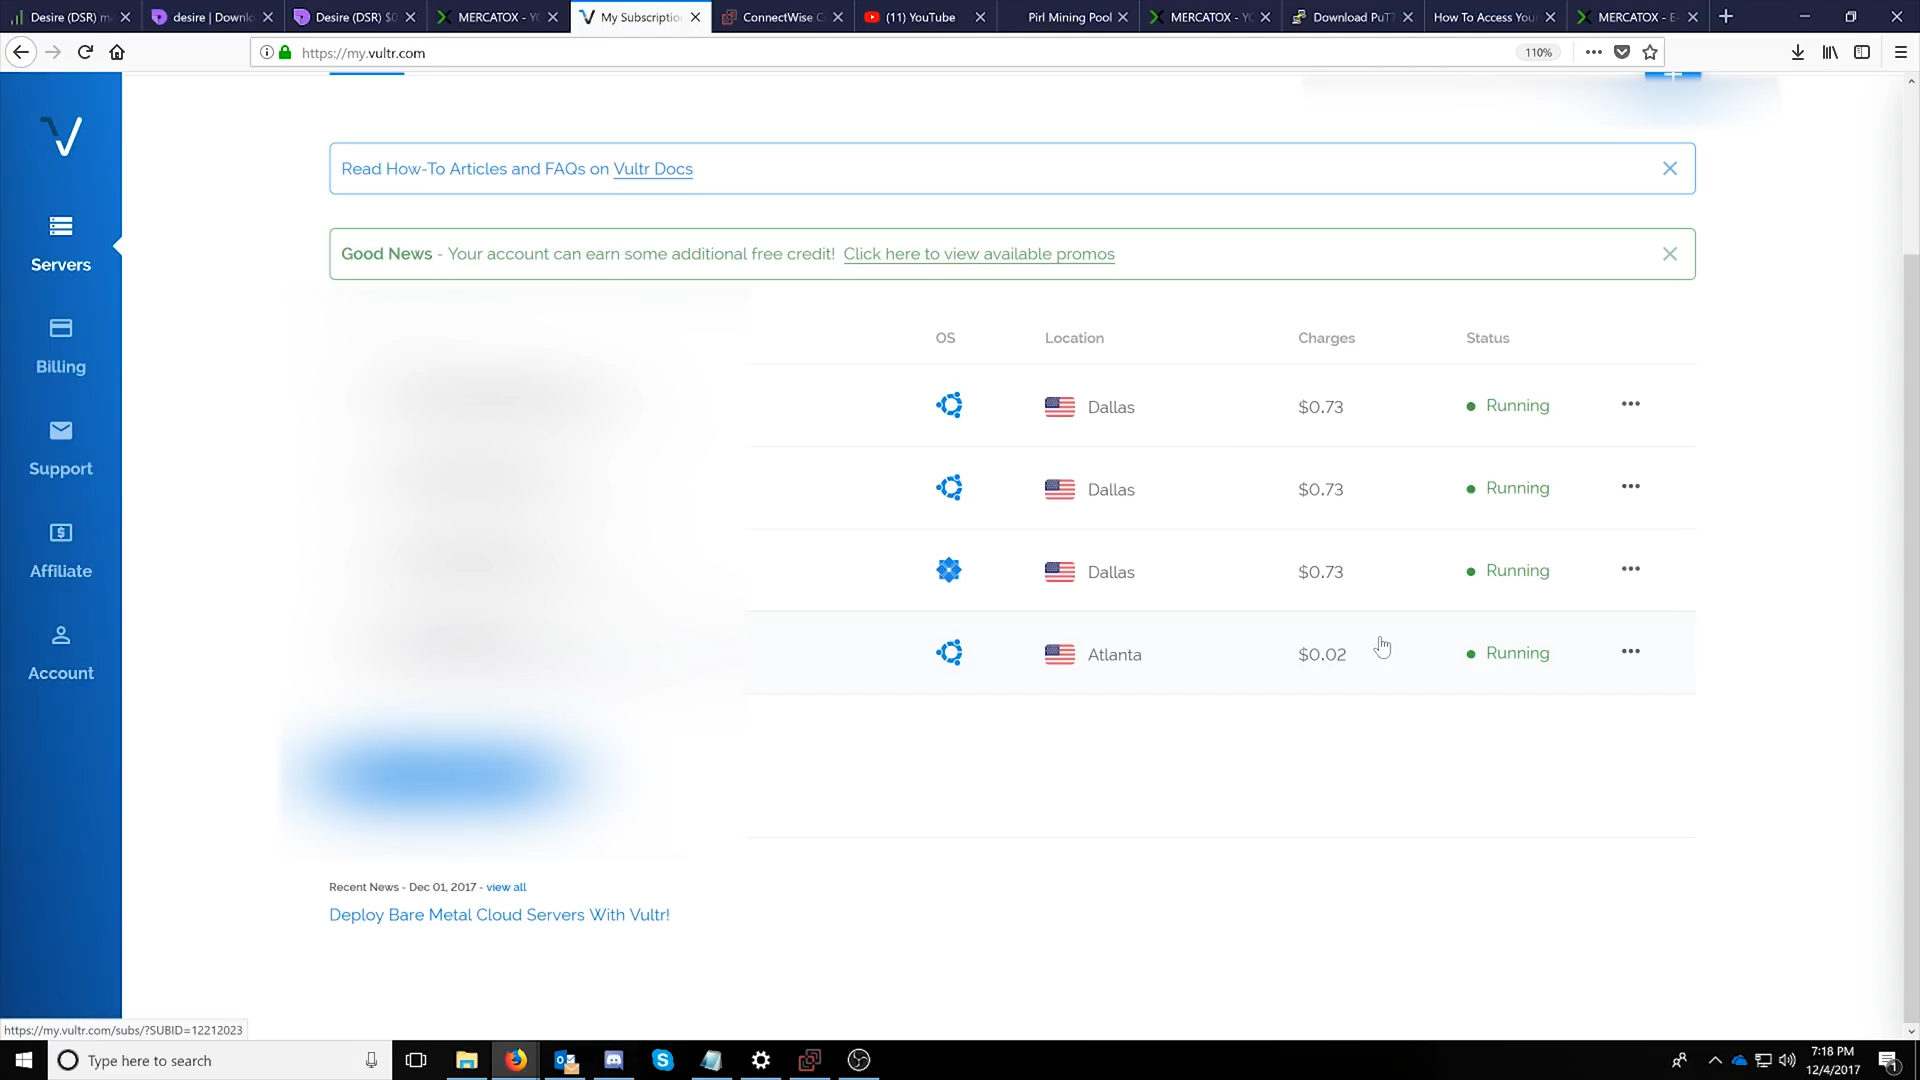 Desire (DSR) m
desire | Downlo
Desire (DSR) $0
MERCATOX - YO
My Subscription
ConnectWise C
(11) YouTube
Pirl Mining Pool
MERCATOX - YO
Download PuTT
How To Access You
MERCATOX - E-
https://my.vultr.com
110%
Read How-To Articles and FAQs on Vultr Docs
Good News - Your account can earn some additional free credit! Click here to view available promos
Servers
Billing
Support
Affiliate
Account
OS Location Charges Status
Dallas $0.73 Running
Dallas $0.73 Running
Dallas $0.73 Running
Atlanta $0.02 Running
Recent News - Dec 01, 2017 - view all
Deploy Bare Metal Cloud Servers With Vultr!
https://my.vultr.com/subs/?SUBID=12212023
Type here to search
7:18 PM
12/4/2017